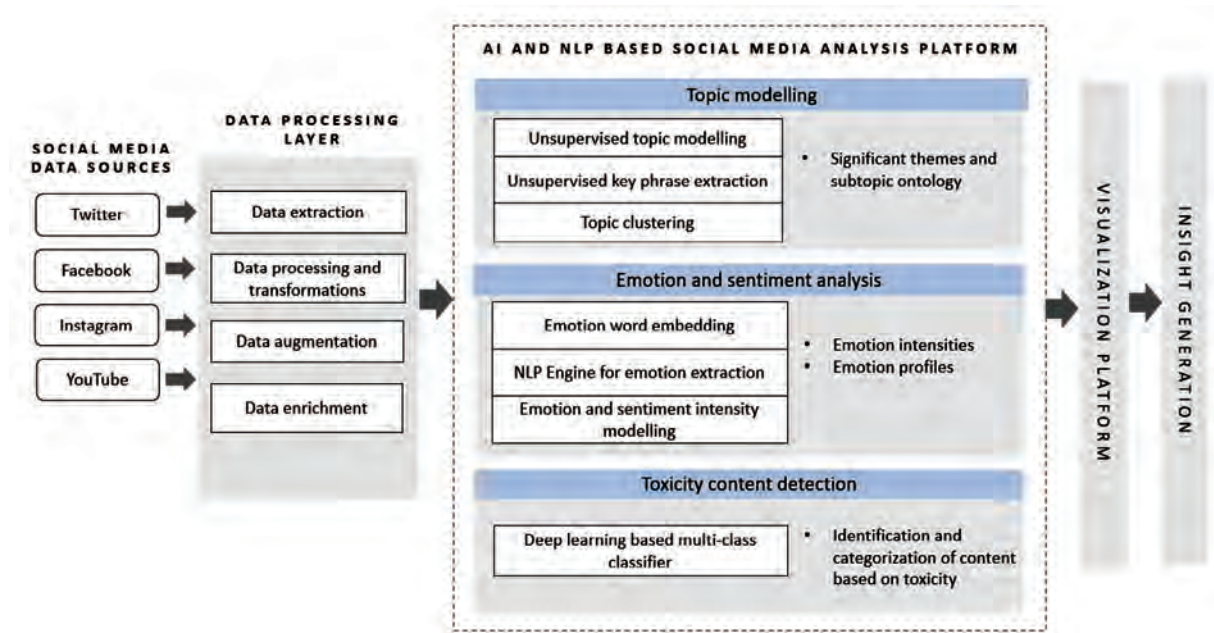 SOCIAL MEDIA
DATA SOURCES
Twitter
Facebook
Instagram
YouTube
DATA PROCESSING
LAYER
Data extraction
Data processing and
transformations
Data augmentation
Data enrichment
AI AND NLP BASED SOCIAL MEDIA ANALYSIS PLATFORM
Topic modelling
Unsupervised topic modelling
Unsupervised key phrase extraction
Topic clustering
• Significant themes and
subtopic ontology
Emotion and sentiment analysis
Emotion word embedding
NLP Engine for emotion extraction
Emotion and sentiment intensity
modelling
• Emotion intensities
• Emotion profiles
Toxicity content detection
Deep learning based multi-class
classifier
• Identification and
categorization of content
based on toxicity
VISUALIZATION PLATFORM
INSIGHT GENERATION